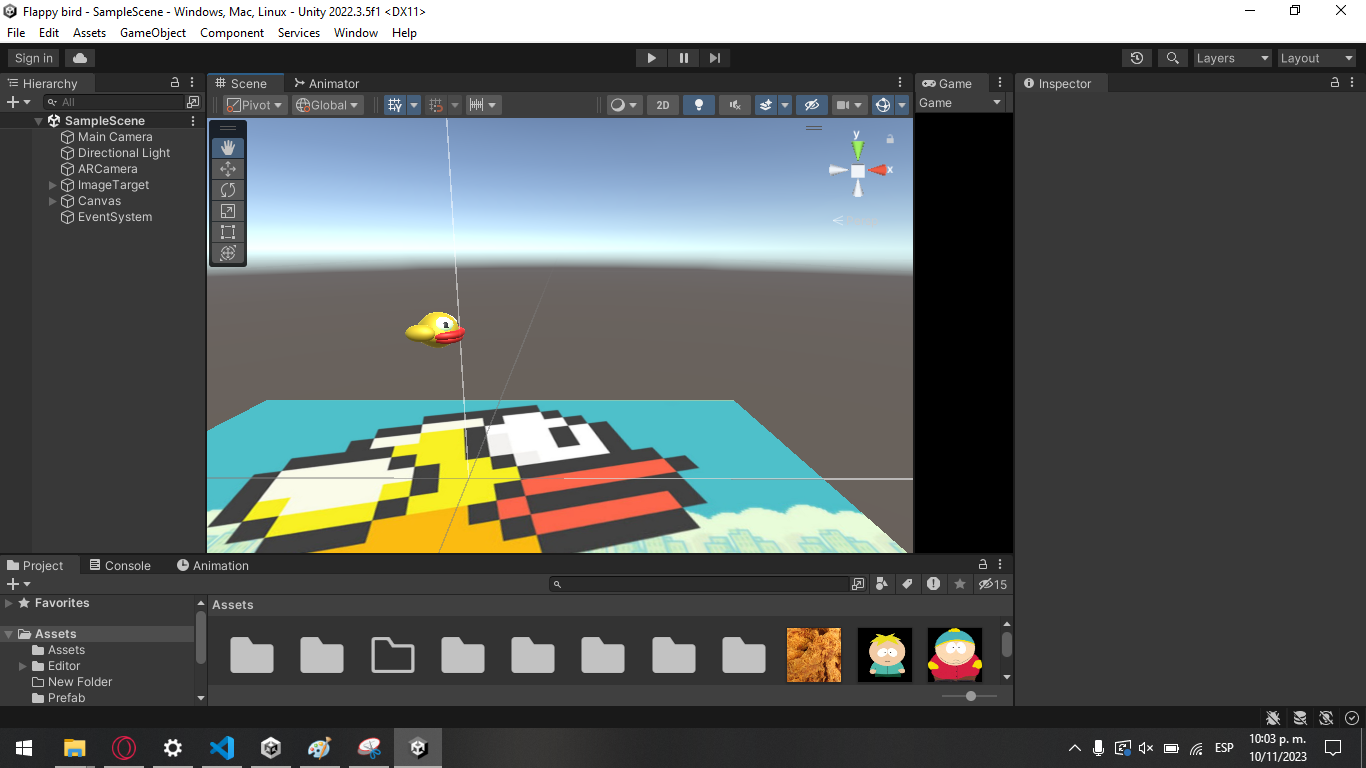 Flappy bird - SampleScene - Windows, Mac, Linux - Unity 2022.3.5f1 <DX11>
File Edit Assets GameObject Component Services Window Help
Sign in Layers Layout
Hierarchy Scene Animator Game Inspector
All Pivot Global 2D Game
SampleScene
Main Camera
Directional Light
ARCamera
ImageTarget
Canvas
EventSystem
y
x
Project Console Animation
15
Favorites
Assets
Assets
Assets
Editor
New Folder
Prefab
ESP
10:03 p. m.
10/11/2023